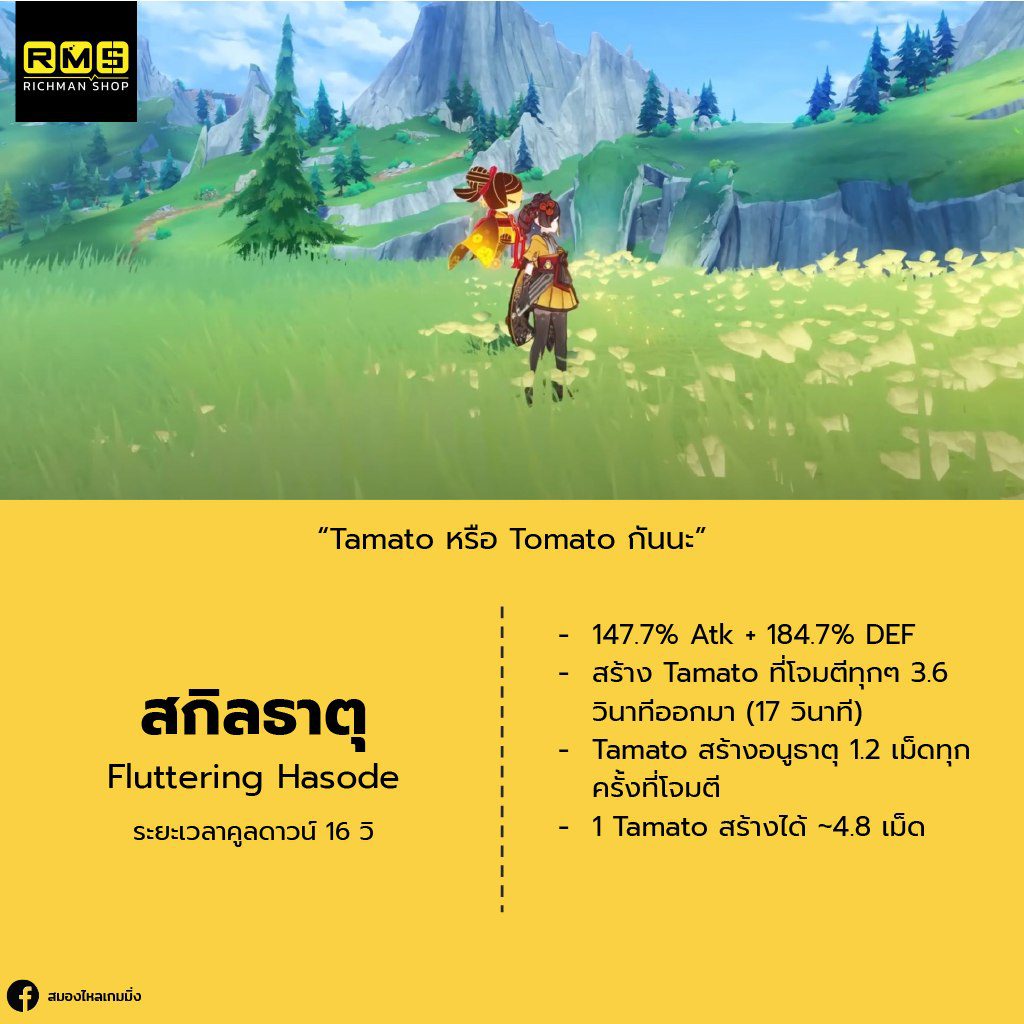 RMS
RICHMAN SHOP
“Tamato หรือ Tomato กันนะ”
สกิลธาตุ
Fluttering Hasode
ระยะเวลาคูลดาวน์ 16 วิ
- 147.7% Atk + 184.7% DEF
- สร้าง Tamato ที่โจมตีทุกๆ 3.6
วินาทีออกมา (17 วินาที)
- Tamato สร้างอนูธาตุ 1.2 เม็ดทุก
ครั้งที่โจมตี
- 1 Tamato สร้างได้ ~4.8 เม็ด
สมองไหลเกมมิ่ง